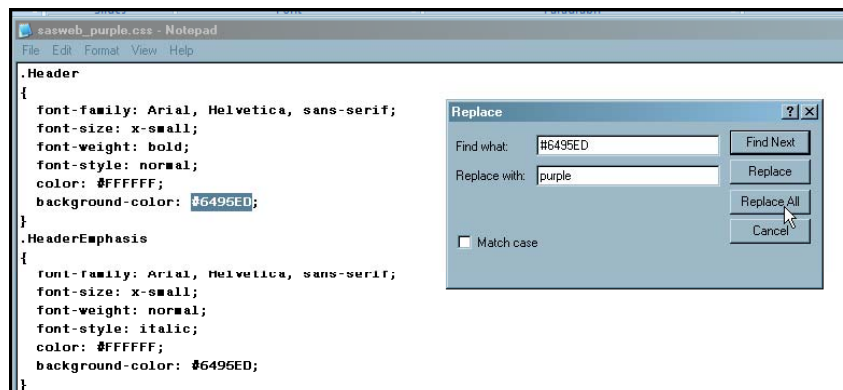 sasweb_purple.css - Notepad
File Edit Format View Help
.Header
{
font-family: Arial, Helvetica, sans-serif;
font-size: x-small;
font-weight: bold;
font-style: normal;
color: #FFFFFF;
background-color: #6495ED;
}
.HeaderEmphasis
{
font-family: Arial, Helvetica, sans-serif;
font-size: x-small;
font-weight: normal;
font-style: italic;
color: #FFFFFF;
background-color: #6495ED;
}
Replace
Find what: #6495ED
Find Next
Replace with: purple
Replace
Replace All
Cancel
Match case